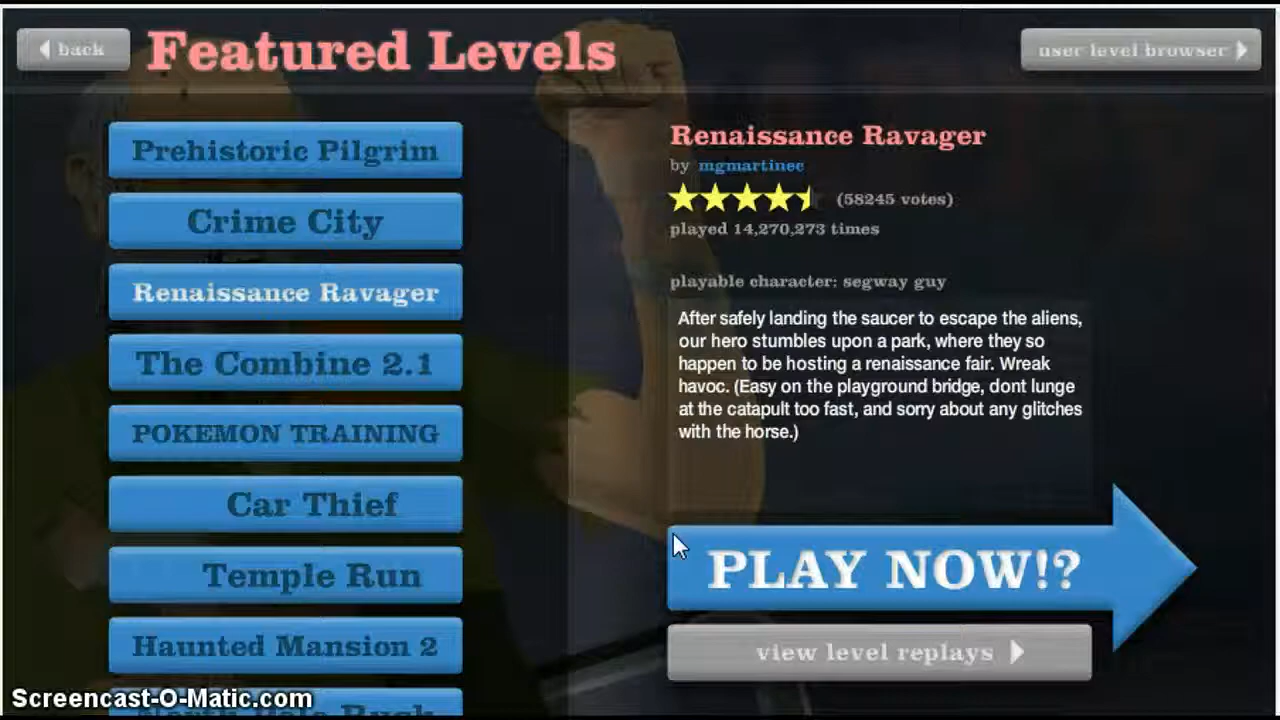 back
Featured Levels
user level browser
Prehistoric Pilgrim
Crime City
Renaissance Ravager
The Combine 2.1
POKEMON TRAINING
Car Thief
Temple Run
Haunted Mansion 2
Renaissance Ravager
by mgmartinec
(58245 votes)
played 14,270,273 times
playable character: segway guy
After safely landing the saucer to escape the aliens,
our hero stumbles upon a park, where they so
happen to be hosting a renaissance fair. Wreak
havoc. (Easy on the playground bridge, dont lunge
at the catapult too fast, and sorry about any glitches
with the horse.)
PLAY NOW!?
view level replays
Screencast-O-Matic.com